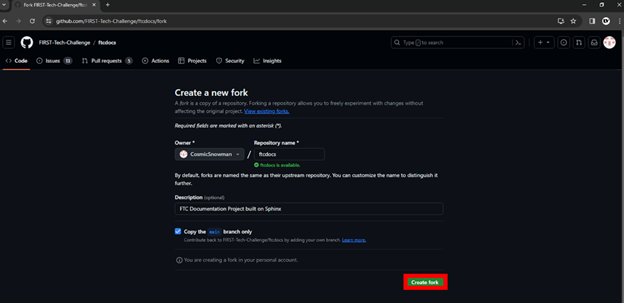 Fork FIRST-Tech-Challenge/ftcdocs
github.com/FIRST-Tech-Challenge/ftcdocs/fork
FIRST-Tech-Challenge / ftcdocs
Type / to search
Code Issues 13 Pull requests 5 Actions Projects Security Insights
Create a new fork
A fork is a copy of a repository. Forking a repository allows you to freely experiment with changes without
affecting the original project. View existing forks.
Required fields are marked with an asterisk (*).
Owner * Repository name *
CosmicSnowman / ftcdocs
ftcdocs is available.
By default, forks are named the same as their upstream repository. You can customize the name to distinguish it
further.
Description (optional)
FTC Documentation Project built on Sphinx
Copy the main branch only
Contribute back to FIRST-Tech-Challenge/ftcdocs by adding your own branch. Learn more.
You are creating a fork in your personal account.
Create fork